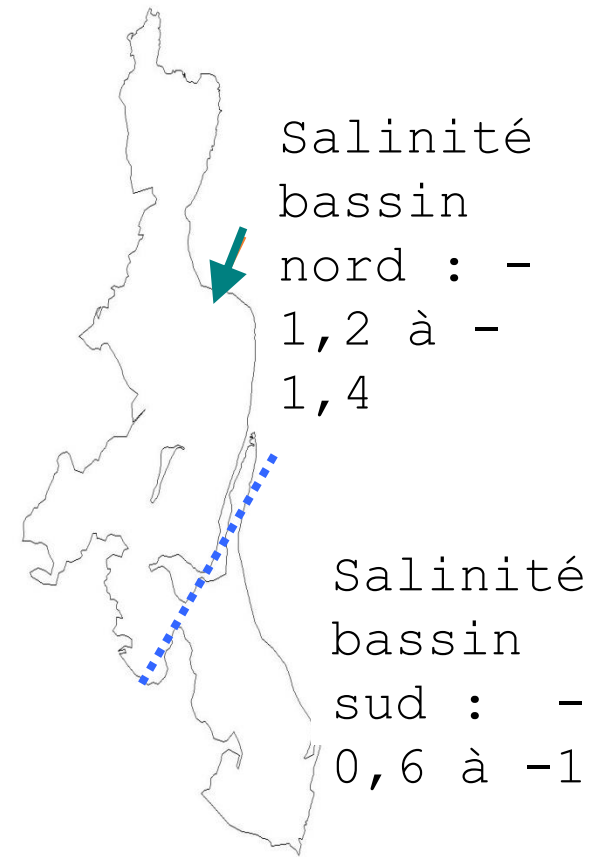 Salinité
bassin
nord : -
1,2 à -
1,4
Salinité
bassin
sud : -
0,6 à -1